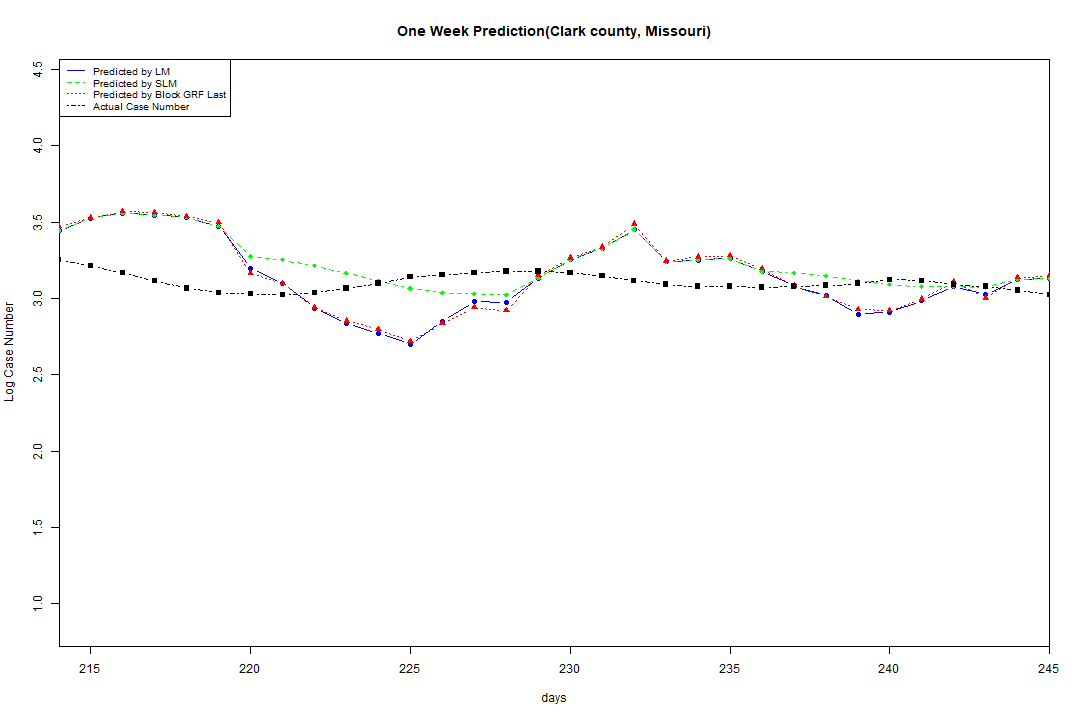 One Week Prediction(Clark county, Missouri)
Predicted by LM
Predicted by SLM
Predicted by Block GRF Last
Actual Case Number
4.5
4.0
3.5
3.0
2.5
2.0
1.5
1.0
Log Case Number
215 220 225 230 235 240 245
days